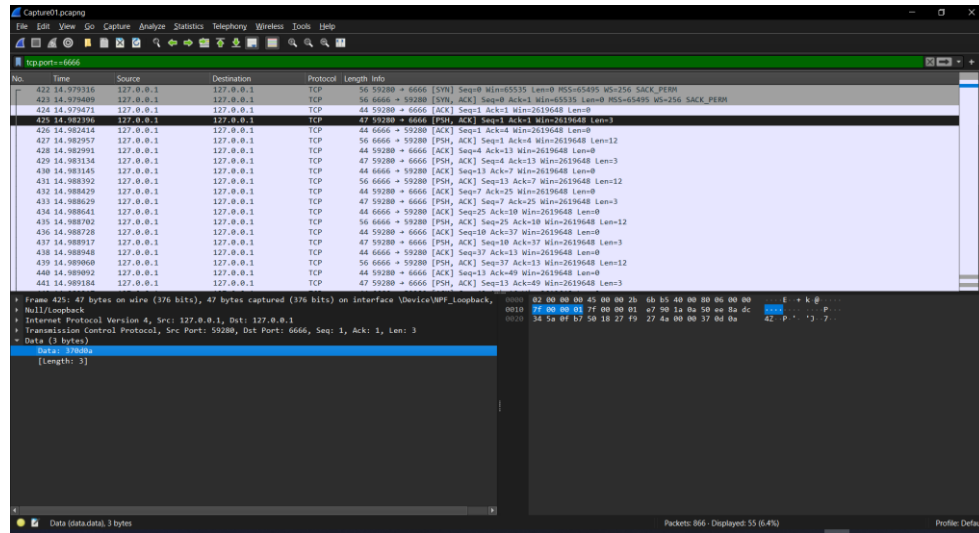 Capture01.pcapng
File Edit View Go Capture Analyze Statistics Telephony Wireless Tools Help
tcp.port==6666
No. Time Source Destination Protocol Length Info
422 14.979316 127.0.0.1 127.0.0.1 TCP 56 59280 → 6666 [SYN] Seq=0 Win=65535 Len=0 MSS=65495 WS=256 SACK_PERM
423 14.979409 127.0.0.1 127.0.0.1 TCP 56 6666 → 59280 [SYN, ACK] Seq=0 Ack=1 Win=65535 Len=0 MSS=65495 WS=256 SACK_PERM
424 14.979471 127.0.0.1 127.0.0.1 TCP 44 59280 → 6666 [ACK] Seq=1 Ack=1 Win=2619648 Len=0
425 14.982396 127.0.0.1 127.0.0.1 TCP 47 59280 → 6666 [PSH, ACK] Seq=1 Ack=1 Win=2619648 Len=3
426 14.982414 127.0.0.1 127.0.0.1 TCP 44 6666 → 59280 [ACK] Seq=1 Ack=4 Win=2619648 Len=0
427 14.982957 127.0.0.1 127.0.0.1 TCP 56 6666 → 59280 [PSH, ACK] Seq=1 Ack=4 Win=2619648 Len=12
428 14.982991 127.0.0.1 127.0.0.1 TCP 44 59280 → 6666 [ACK] Seq=4 Ack=13 Win=2619648 Len=0
429 14.983134 127.0.0.1 127.0.0.1 TCP 47 59280 → 6666 [PSH, ACK] Seq=4 Ack=13 Win=2619648 Len=3
430 14.983145 127.0.0.1 127.0.0.1 TCP 44 6666 → 59280 [ACK] Seq=13 Ack=7 Win=2619648 Len=0
431 14.988392 127.0.0.1 127.0.0.1 TCP 56 6666 → 59280 [PSH, ACK] Seq=13 Ack=7 Win=2619648 Len=12
432 14.988429 127.0.0.1 127.0.0.1 TCP 44 59280 → 6666 [ACK] Seq=7 Ack=25 Win=2619648 Len=0
433 14.988629 127.0.0.1 127.0.0.1 TCP 47 59280 → 6666 [PSH, ACK] Seq=7 Ack=25 Win=2619648 Len=3
434 14.988641 127.0.0.1 127.0.0.1 TCP 44 6666 → 59280 [ACK] Seq=25 Ack=10 Win=2619648 Len=0
435 14.988702 127.0.0.1 127.0.0.1 TCP 56 6666 → 59280 [PSH, ACK] Seq=25 Ack=10 Win=2619648 Len=12
436 14.988728 127.0.0.1 127.0.0.1 TCP 44 59280 → 6666 [ACK] Seq=10 Ack=37 Win=2619648 Len=0
437 14.988917 127.0.0.1 127.0.0.1 TCP 47 59280 → 6666 [PSH, ACK] Seq=10 Ack=37 Win=2619648 Len=3
438 14.988948 127.0.0.1 127.0.0.1 TCP 44 6666 → 59280 [ACK] Seq=37 Ack=13 Win=2619648 Len=0
439 14.989060 127.0.0.1 127.0.0.1 TCP 56 6666 → 59280 [PSH, ACK] Seq=37 Ack=13 Win=2619648 Len=12
440 14.989092 127.0.0.1 127.0.0.1 TCP 44 59280 → 6666 [ACK] Seq=13 Ack=49 Win=2619648 Len=0
441 14.989184 127.0.0.1 127.0.0.1 TCP 47 59280 → 6666 [PSH, ACK] Seq=13 Ack=49 Win=2619648 Len=3
Frame 425: 47 bytes on wire (376 bits), 47 bytes captured (376 bits) on interface \Device\NPF_Loopback,
Null/Loopback
Internet Protocol Version 4, Src: 127.0.0.1, Dst: 127.0.0.1
Transmission Control Protocol, Src Port: 59280, Dst Port: 6666, Seq: 1, Ack: 1, Len: 3
Data (3 bytes)
Data: 370d0a
[Length: 3]
0000 02 00 00 00 45 00 00 2b 6b b5 40 00 80 06 00 00 ····E··+ k·@·····
0010 7f 00 00 01 7f 00 00 01 e7 90 1a 0a 50 ee 8a dc ············P···
0020 34 5a 0f b7 50 18 27 f9 27 4a 00 00 37 0d 0a 4Z··P·'· 'J··7··
Data (data.data), 3 bytes
Packets: 866 · Displayed: 55 (6.4%)
Profile: Defau